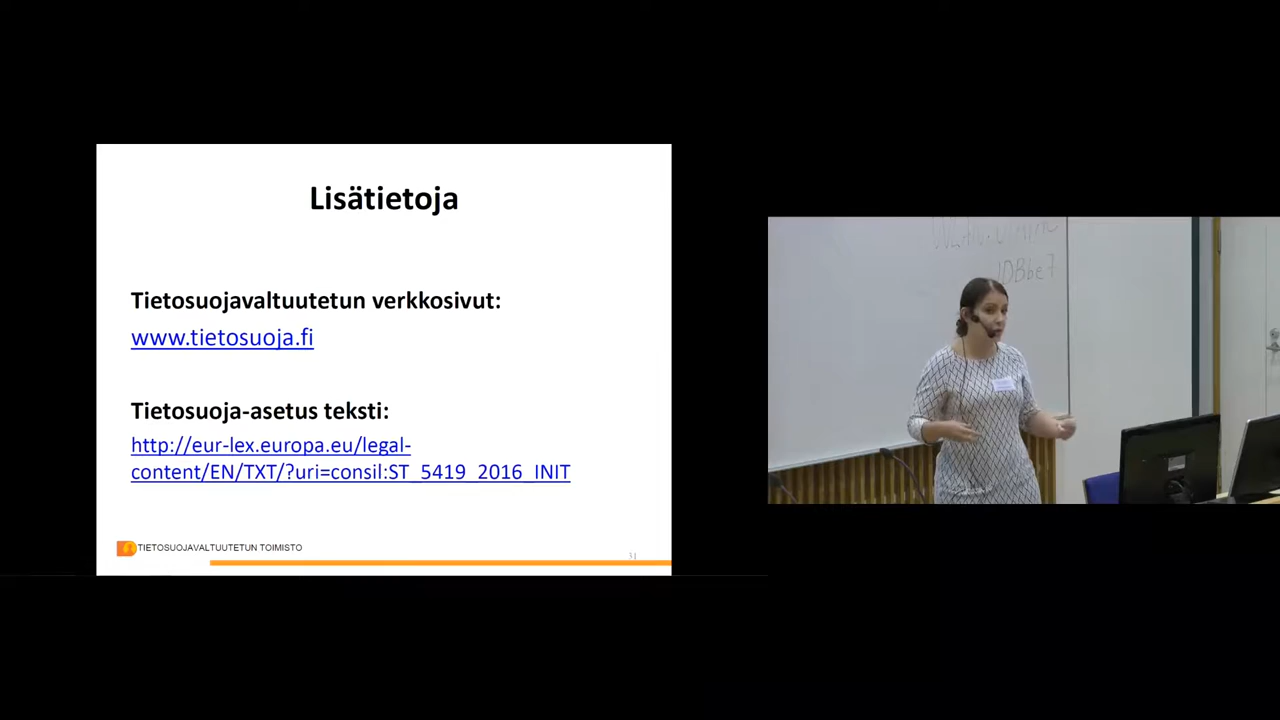 Lisätietoja
Tietosuojavaltuutetun verkkosivut:
www.tietosuoja.fi
Tietosuoja-asetus teksti:
http://eur-lex.europa.eu/legal-
content/EN/TXT/?uri=consil:ST_5419_2016_INIT
TIETOSUOJAVALTUUTETUN TOIMISTO
31